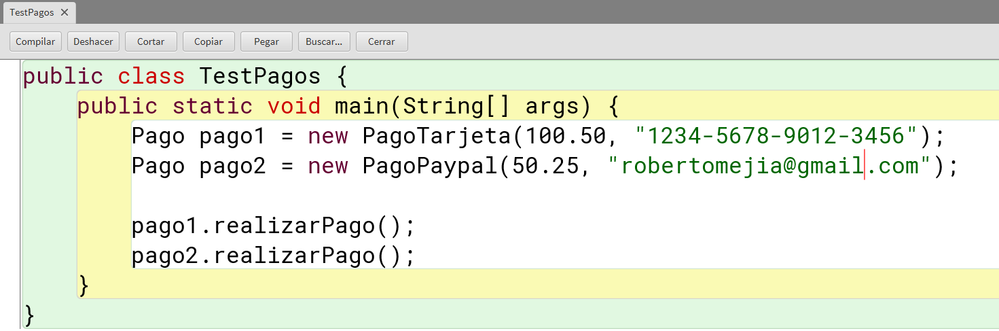 TestPagos
Compilar Deshacer Cortar Copiar Pegar Buscar... Cerrar
public class TestPagos {
public static void main(String[] args) {
Pago pago1 = new PagoTarjeta(100.50, "1234-5678-9012-3456");
Pago pago2 = new PagoPaypal(50.25, "robertomejia@gmail.com");
pago1.realizarPago();
pago2.realizarPago();
}
}